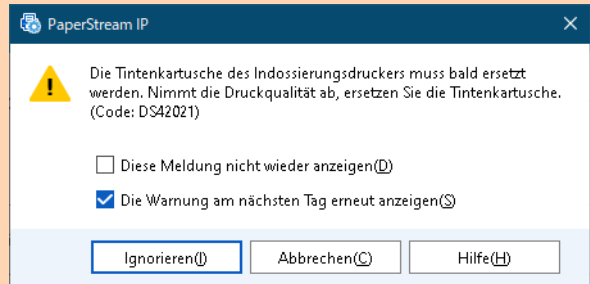 PaperStream IP
Die Tintenkartusche des Indossierungsdruckers muss bald ersetzt
werden. Nimmt die Druckqualität ab, ersetzen Sie die Tintenkartusche.
(Code: DS42021)
Diese Meldung nicht wieder anzeigen(D)
Die Warnung am nächsten Tag erneut anzeigen(S)
Ignorieren(I) Abbrechen(C) Hilfe(H)